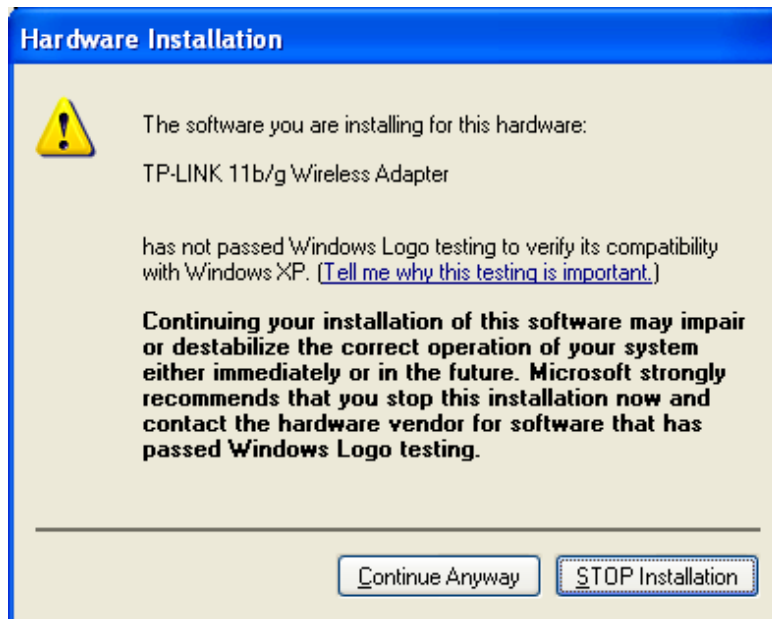 Hardware Installation
The software you are installing for this hardware:
TP-LINK 11b/g Wireless Adapter
has not passed Windows Logo testing to verify its compatibility
with Windows XP. (Tell me why this testing is important.)
Continuing your installation of this software may impair
or destabilize the correct operation of your system
either immediately or in the future. Microsoft strongly
recommends that you stop this installation now and
contact the hardware vendor for software that has
passed Windows Logo testing.
Continue Anyway STOP Installation